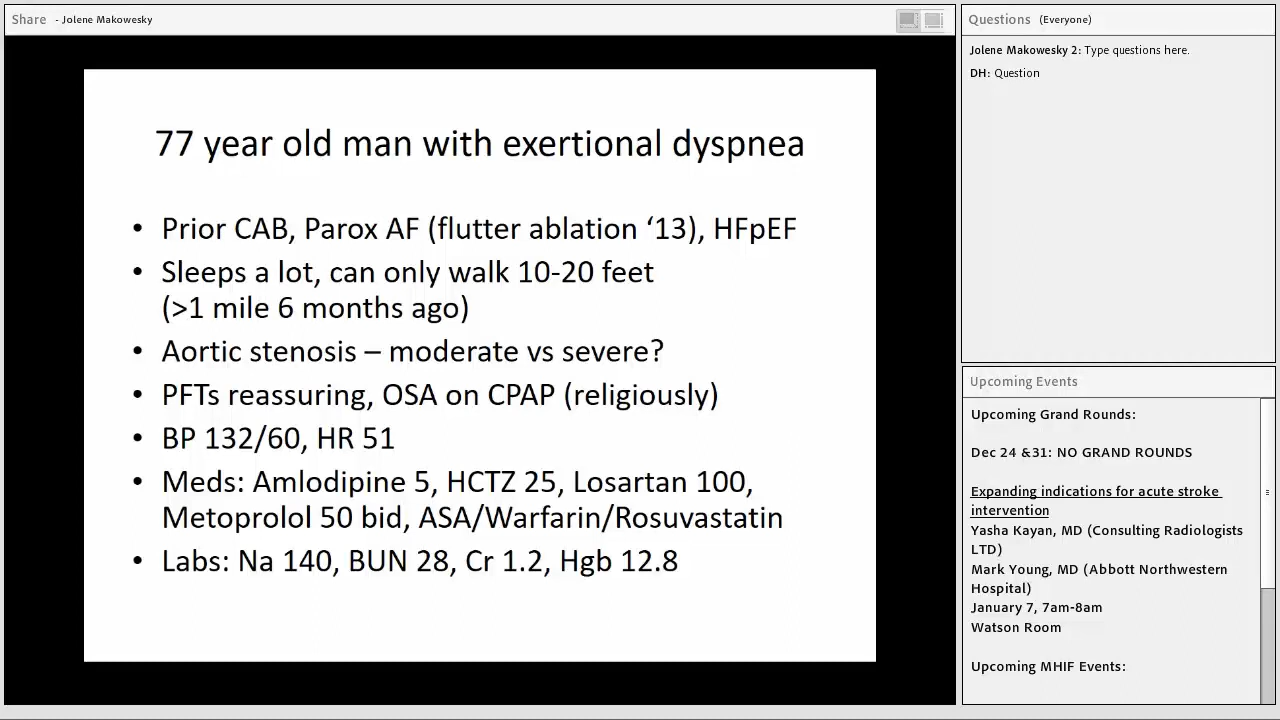 Share - Jolene Makowesky
77 year old man with exertional dyspnea
• Prior CAB, Parox AF (flutter ablation ‘13), HFpEF
• Sleeps a lot, can only walk 10-20 feet
(>1 mile 6 months ago)
• Aortic stenosis – moderate vs severe?
• PFTs reassuring, OSA on CPAP (religiously)
• BP 132/60, HR 51
• Meds: Amlodipine 5, HCTZ 25, Losartan 100,
Metoprolol 50 bid, ASA/Warfarin/Rosuvastatin
• Labs: Na 140, BUN 28, Cr 1.2, Hgb 12.8
Questions (Everyone)
Jolene Makowesky 2: Type questions here.
DH: Question
Upcoming Events
Upcoming Grand Rounds:
Dec 24 &31: NO GRAND ROUNDS
Expanding indications for acute stroke
intervention
Yasha Kayan, MD (Consulting Radiologists
LTD)
Mark Young, MD (Abbott Northwestern
Hospital)
January 7, 7am-8am
Watson Room
Upcoming MHIF Events: